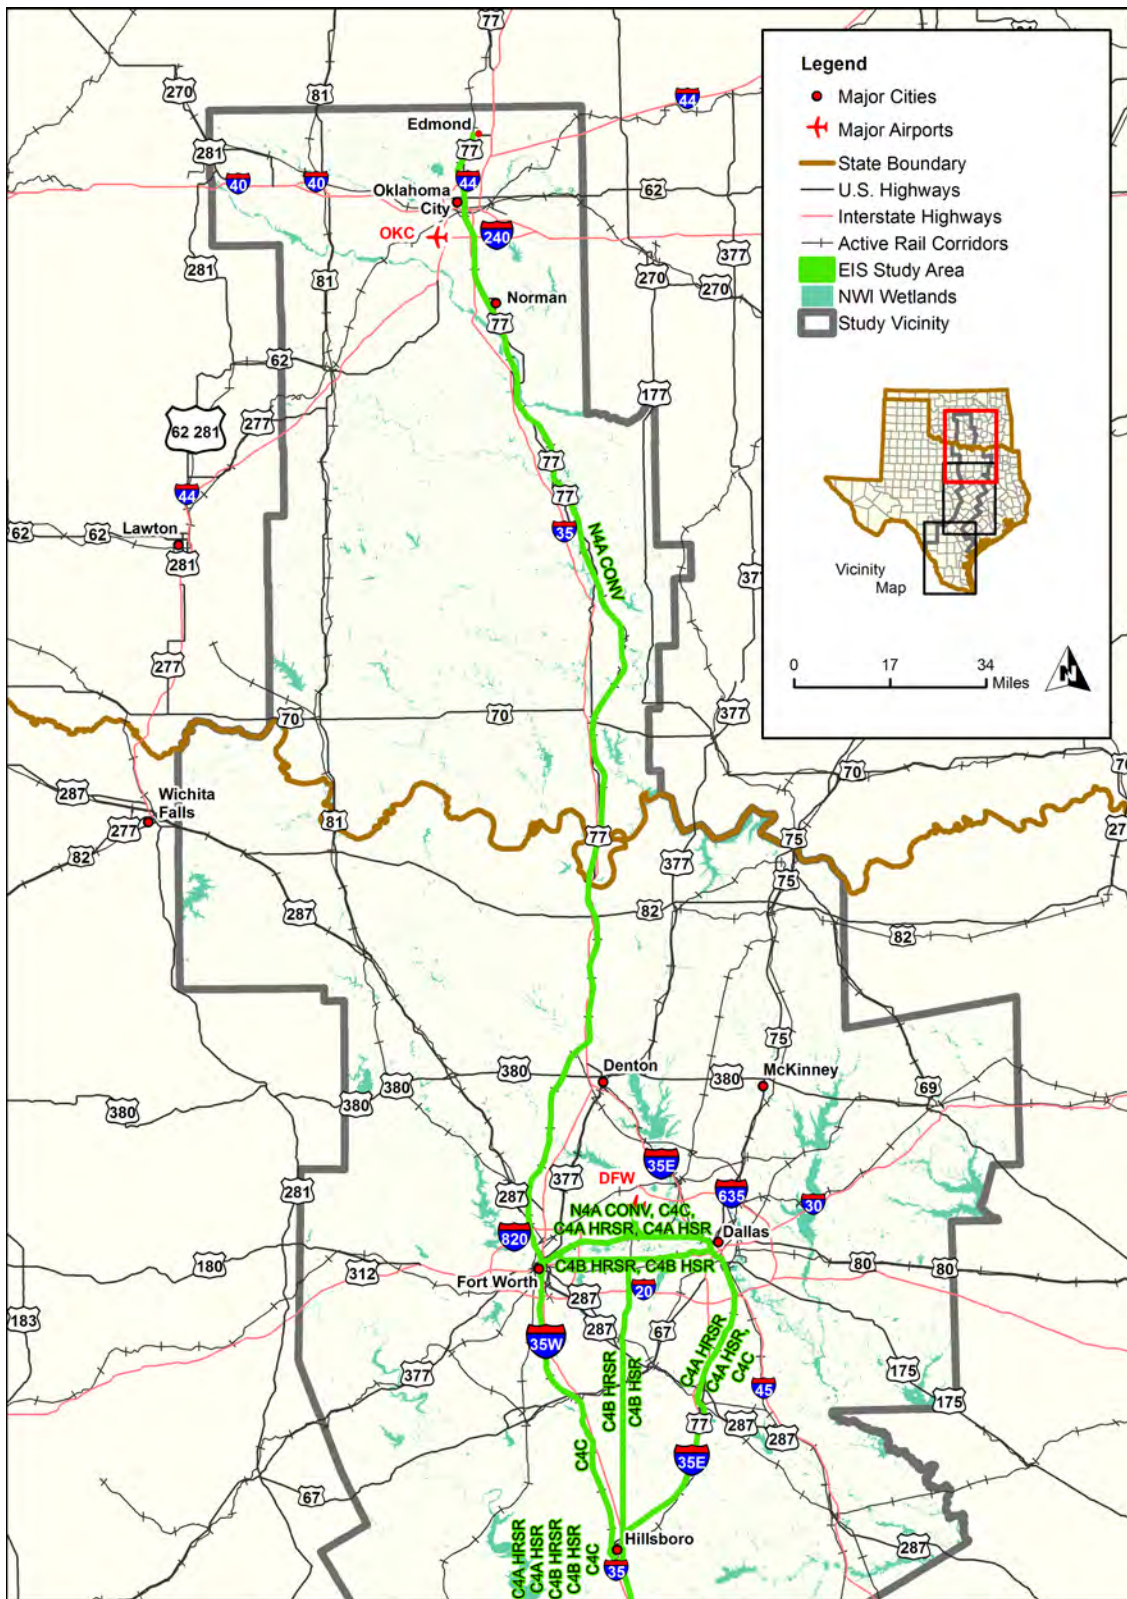 77
81
270
44
Legend
Major Cities
Major Airports
State Boundary
U.S. Highways
Interstate Highways
Active Rail Corridors
EIS Study Area
NWI Wetlands
Study Vicinity
Vicinity
Map
0 17 34
Miles
N
Edmond
77
281
40
40
44
62
Oklahoma
City
OKC
240
377
281
81
270
270
Norman
77
62
177
277
62 281
77
44
77
35
N4A CONV
Lawton
62
62
281
377
277
377
70
70
70
70
Wichita
Falls
287
277
82
81
77
75
377
75
27
287
82
82
75
Denton
McKinney
380
380
380
380
380
69
35E
377
DFW
635
287
281
30
N4A CONV, C4C,
C4A HRSR, C4A HSR
820
Dallas
180
312
Fort Worth
C4B HRSR, C4B HSR
80
80
20
287
183
287
67
35W
C4B HRSR
C4B HSR
C4A HRSR
C4A HSR,
C4C
377
45
175
175
77
287
287
C4C
35E
67
Hillsboro
287
C4A HRSR
C4A HSR
C4B HRSR
C4B HSR
C4C
35